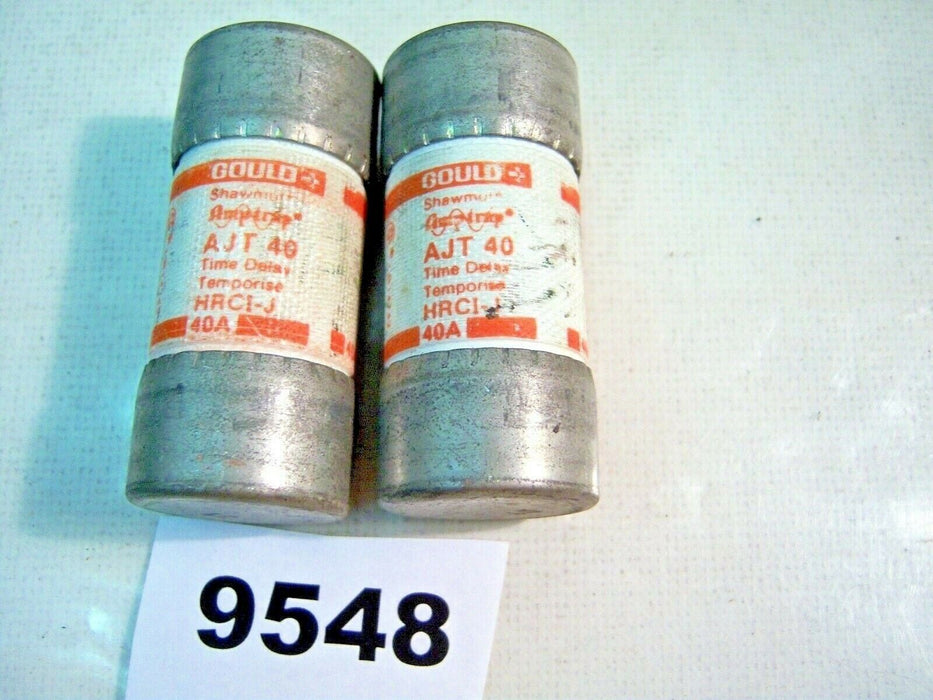 GOULD
Shawmut
Amp-trap®
AJT 40
Time Delay
Temporise
HRCI-J
40A
GOULD
Shawmut
Amp-trap®
AJT 40
Time Delay
Temporise
HRCI-J
40A
9548